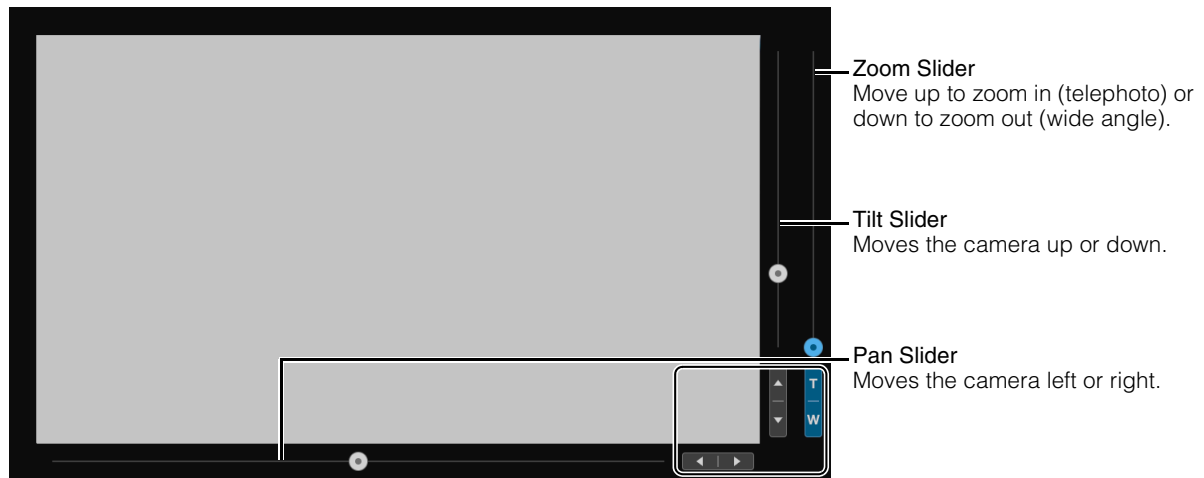 Zoom Slider
Move up to zoom in (telephoto) or
down to zoom out (wide angle).
Tilt Slider
Moves the camera up or down.
Pan Slider
Moves the camera left or right.
T
W